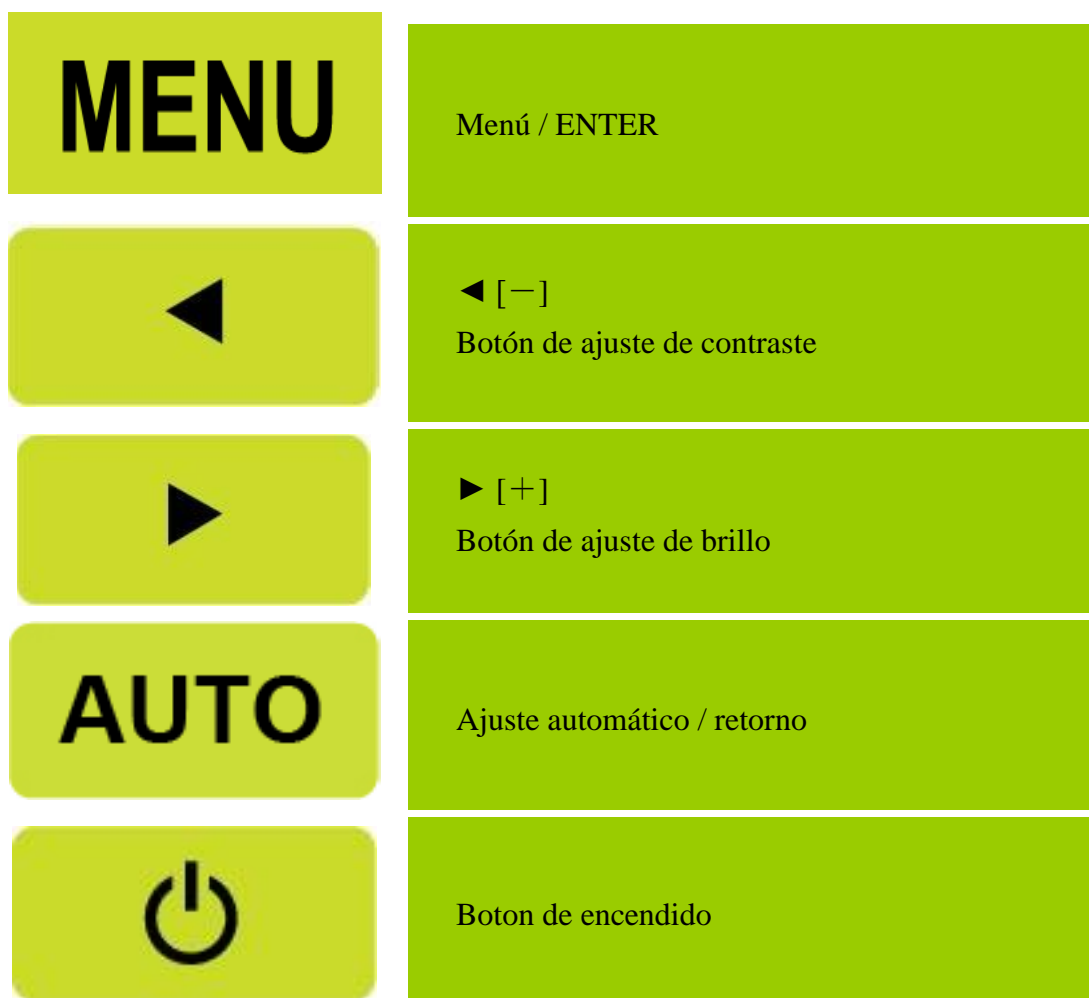 MENU
Menú / ENTER
◄ [－]
Botón de ajuste de contraste
► [＋]
Botón de ajuste de brillo
AUTO
Ajuste automático / retorno
Boton de encendido